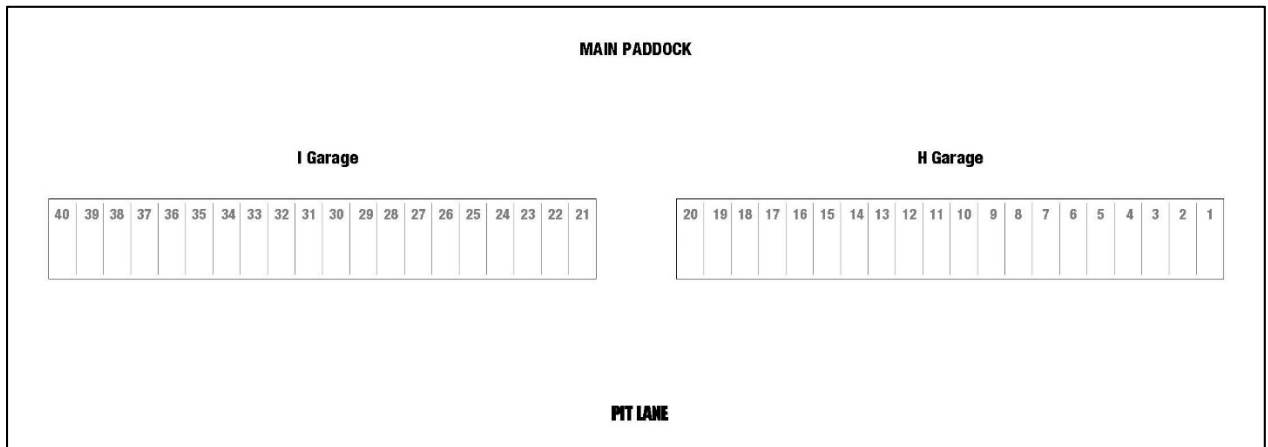 MAIN PADDOCK
I Garage
H Garage
40 39 38 37 36 35 34 33 32 31 30 29 28 27 26 25 24 23 22 21
20 19 18 17 16 15 14 13 12 11 10 9 8 7 6 5 4 3 2 1
PIT LANE